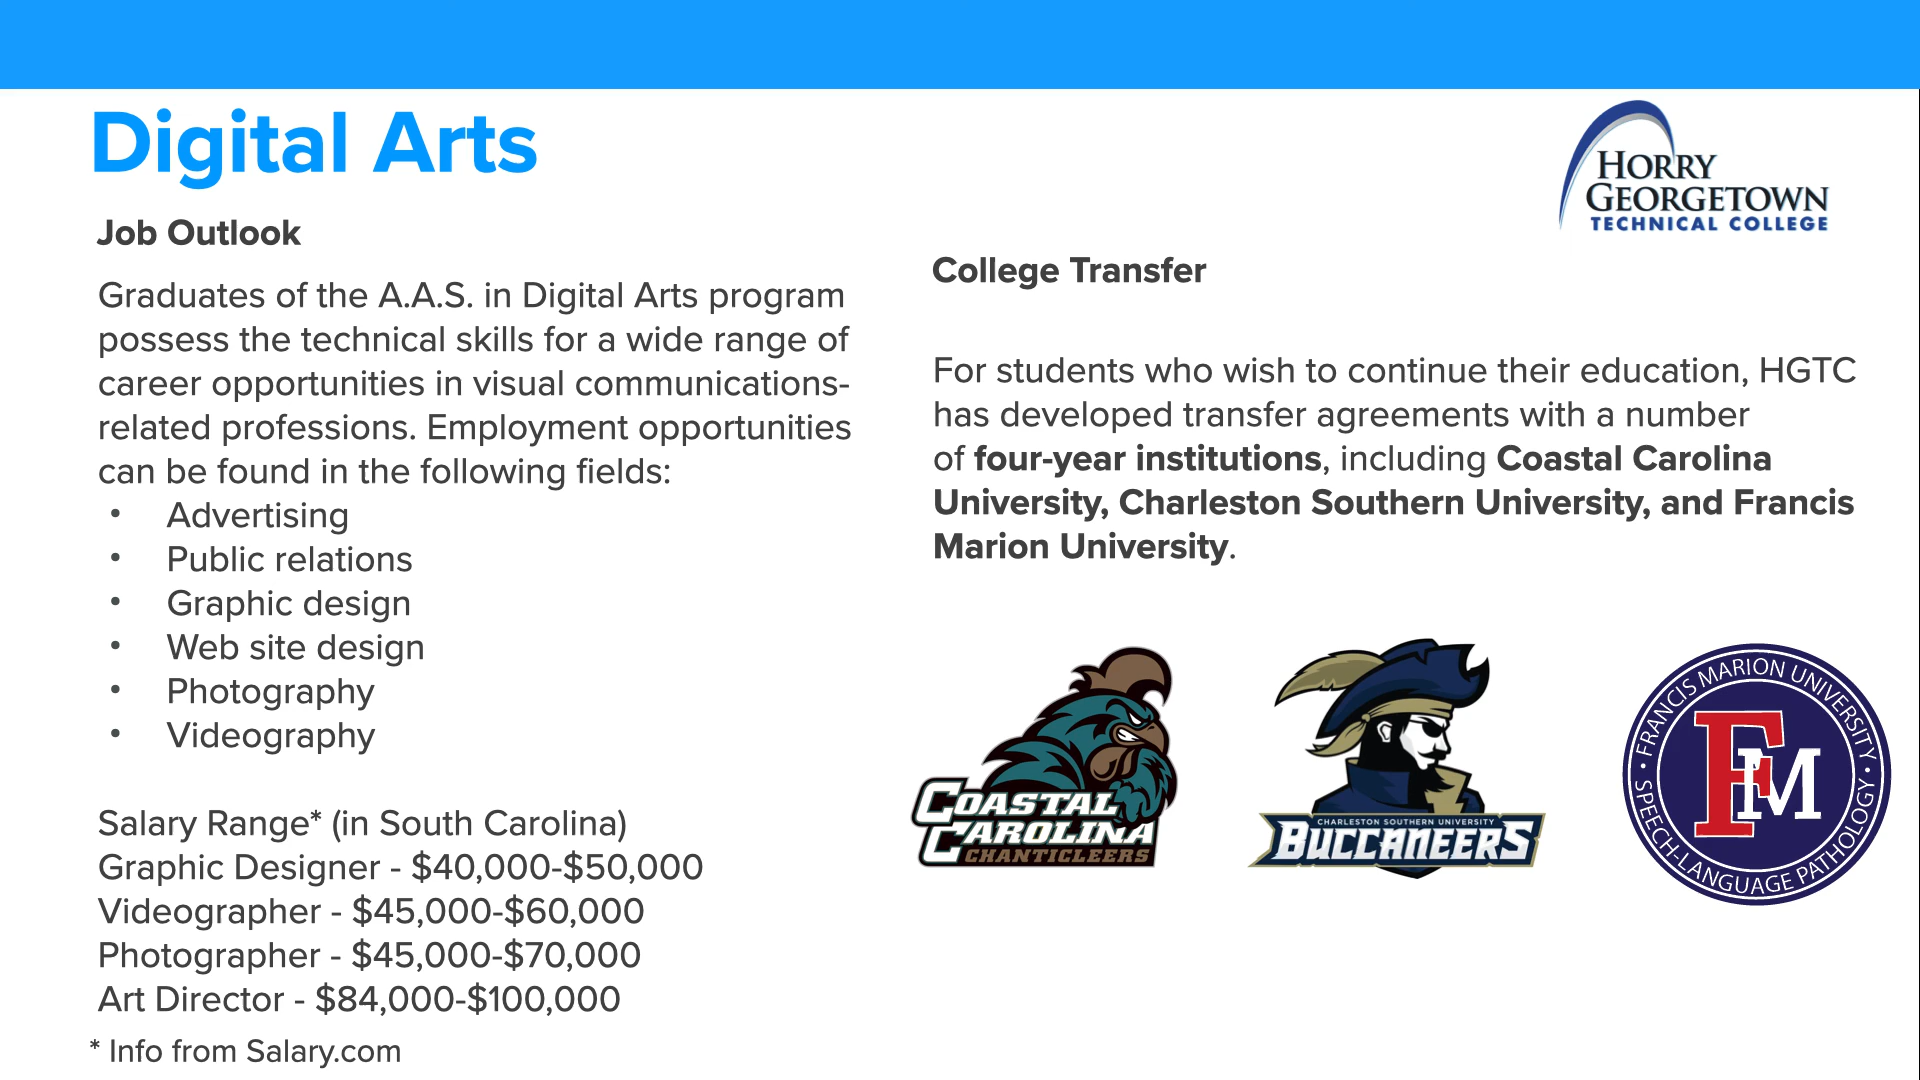 Digital Arts
HORRY
GEORGETOWN
TECHNICAL COLLEGE
Job Outlook
Graduates of the A.A.S. in Digital Arts program
possess the technical skills for a wide range of
career opportunities in visual communications-
related professions. Employment opportunities
can be found in the following fields:
• Advertising
• Public relations
• Graphic design
• Web site design
• Photography
• Videography
Salary Range* (in South Carolina)
Graphic Designer - $40,000-$50,000
Videographer - $45,000-$60,000
Photographer - $45,000-$70,000
Art Director - $84,000-$100,000
* Info from Salary.com
College Transfer
For students who wish to continue their education, HGTC
has developed transfer agreements with a number
of four-year institutions, including Coastal Carolina
University, Charleston Southern University, and Francis
Marion University.
COASTAL
CAROLINA
CHANTICLEERS
CHARLESTON SOUTHERN UNIVERSITY
BUCCANEERS
• FRANCIS MARION UNIVERSITY •
FM
SPEECH-LANGUAGE PATHOLOGY